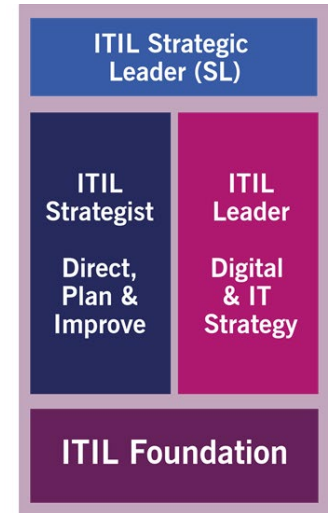 ITIL Strategic
Leader (SL)
ITIL
Strategist
Direct,
Plan &
Improve
ITIL
Leader
Digital
& IT
Strategy
ITIL Foundation